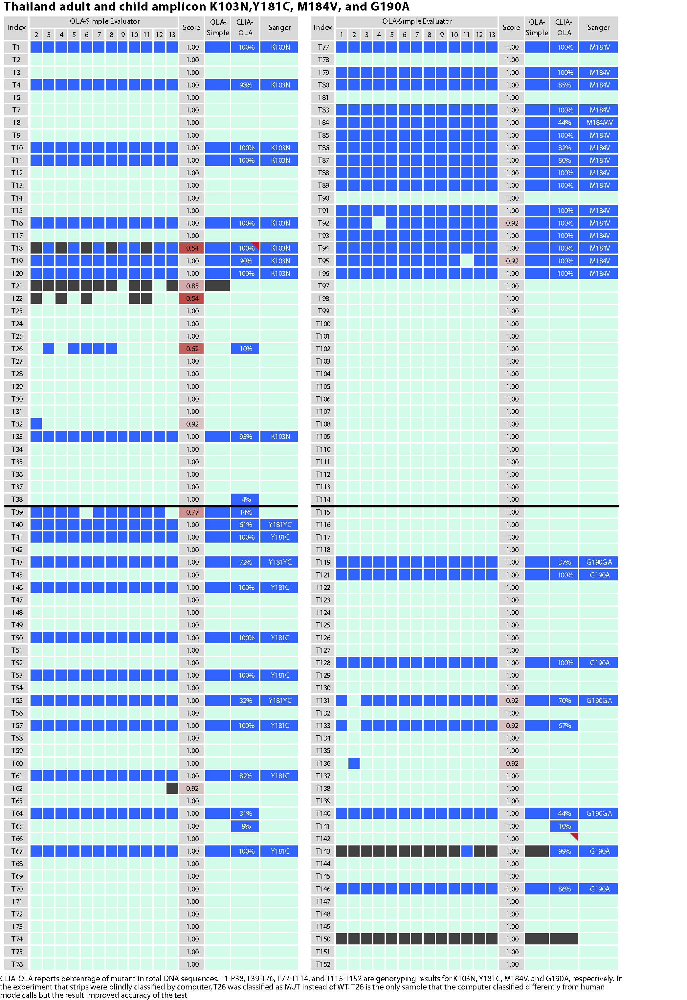 Thailand adult and child amplicon K103N,Y181C, M184V, and G190A
Index OLA-Simple Evaluator Score OLA-Simple CLIA-OLA Sanger
2 3 4 5 6 7 8 9 10 11 12 13
T1 1.00 100% K103N
T2 1.00
T3 1.00
T4 1.00 98% K103N
T5 1.00
T7 1.00
T8 1.00
T9 1.00
T10 1.00 100% K103N
T11 1.00 100% K103N
T12 1.00
T13 1.00
T14 1.00
T15 1.00
T16 1.00 100% K103N
T17 1.00
T18 0.54 100% K103N
T19 1.00 90% K103N
T20 1.00 100% K103N
T21 0.85
T22 0.54
T23 1.00
T24 1.00
T25 1.00
T26 0.62 10%
T27 1.00
T28 1.00
T29 1.00
T30 1.00
T31 1.00
T32 0.92
T33 1.00 93% K103N
T34 1.00
T35 1.00
T36 1.00
T37 1.00
T38 1.00 4%
T39 0.77 14%
T40 1.00 61% Y181YC
T41 1.00 100% Y181C
T42 1.00
T43 1.00 72% Y181YC
T45 1.00
T46 1.00 100% Y181C
T47 1.00
T48 1.00
T49 1.00
T50 1.00 100% Y181C
T51 1.00
T52 1.00
T53 1.00 100% Y181C
T54 1.00
T55 1.00 32% Y181YC
T56 1.00
T57 1.00 100% Y181C
T58 1.00
T59 1.00
T60 1.00
T61 1.00 82% Y181C
T62 0.92
T63 1.00
T64 1.00 31%
T65 1.00 9%
T66 1.00
T67 1.00 100% Y181C
T68 1.00
T69 1.00
T70 1.00
T71 1.00
T72 1.00
T73 1.00
T74 1.00
T75 1.00
T76 1.00
Index OLA-Simple Evaluator Score OLA-Simple CLIA-OLA Sanger
1 2 3 4 5 6 7 8 9 10 11 12 13
T77 1.00 100% M184V
T78 1.00
T79 1.00 100% M184V
T80 1.00 85% M184V
T81 1.00
T83 1.00 100% M184V
T84 1.00 44% M184MV
T85 1.00 100% M184V
T86 1.00 82% M184V
T87 1.00 80% M184V
T88 1.00 100% M184V
T89 1.00 100% M184V
T90 1.00
T91 1.00 100% M184V
T92 0.92 100% M184V
T93 1.00 100% M184V
T94 1.00 100% M184V
T95 0.92 100% M184V
T96 1.00 100% M184V
T97 1.00
T98 1.00
T99 1.00
T100 1.00
T101 1.00
T102 1.00
T103 1.00
T104 1.00
T105 1.00
T106 1.00
T107 1.00
T108 1.00
T109 1.00
T110 1.00
T111 1.00
T112 1.00
T113 1.00
T114 1.00
T115 1.00
T116 1.00
T117 1.00
T118 1.00
T119 1.00 37% G190GA
T121 1.00 100% G190A
T122 1.00
T123 1.00
T124 1.00
T125 1.00
T126 1.00
T127 1.00
T128 1.00 100% G190A
T129 1.00
T130 1.00
T131 0.92 70% G190GA
T132 1.00
T133 0.92 67%
T134 1.00
T135 1.00
T136 0.92
T137 1.00
T138 1.00
T139 1.00
T140 1.00 44% G190GA
T141 1.00 10%
T142 1.00
T143 1.00 99% G190A
T144 1.00
T145 1.00
T146 1.00 86% G190A
T147 1.00
T148 1.00
T149 1.00
T150 1.00
T151 1.00
T152 1.00
CLIA-OLA reports percentage of mutant in total DNA sequences. T1-P38, T39-T76, T77-T114, and T115-T152 are genotyping results for K103N, Y181C, M184V, and G190A, respectively. In
the experiment that strips were blindly classified by computer, T26 was classified as MUT instead of WT. T26 is the only sample that the computer classified differently from human
mode calls but the result improved accuracy of the test.